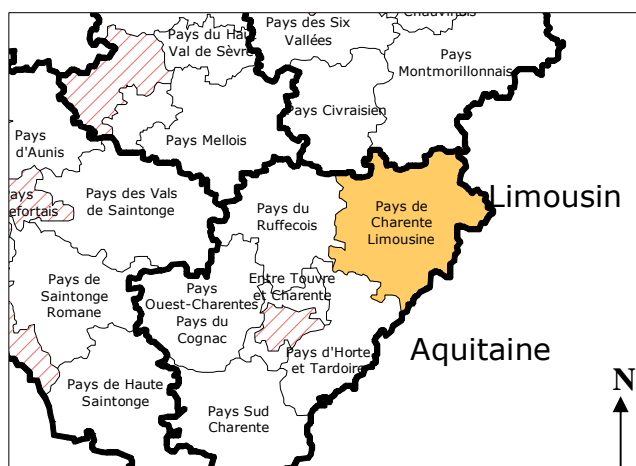 Pays du Hau
Val de Sèvre
Pays des Six
Vallées
Pays
Montmorillonnais
Pays Civraisien
Pays Mellois
Pays
d'Aunis
Pays des Vals
de Saintonge
Pays du
Ruffecois
Pays de
Charente
Limousine
Limousin
Pays de
Saintonge
Romane
Pays
Ouest-Charentes
Pays du
Cognac
Entre Touvre
et Charente
Pays d'Horte
et Tardoire
Aquitaine
Pays de Haute
Saintonge
Pays Sud
Charente
N